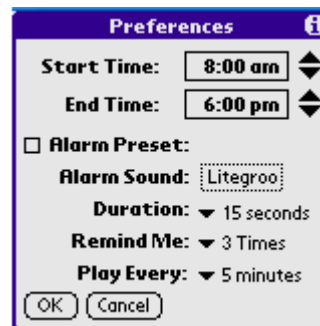 Preferences
Start Time: 8:00 am
End Time: 6:00 pm
Alarm Preset:
Alarm Sound: Litegroo
Duration: 15 seconds
Remind Me: 3 Times
Play Every: 5 minutes
OK Cancel